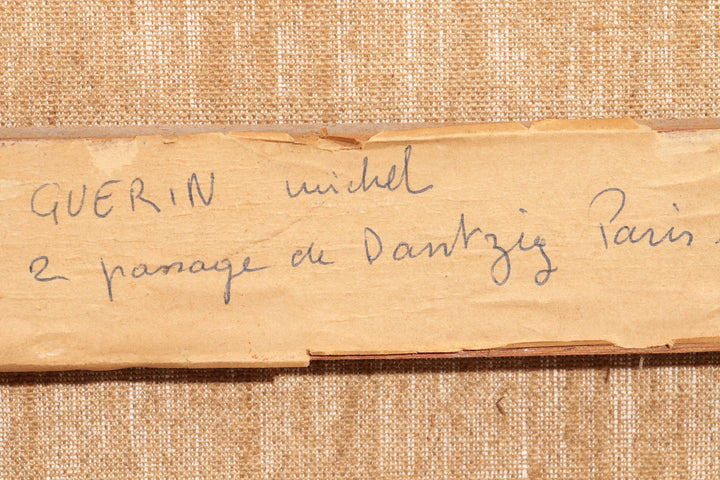 GUERIN michel
2 passage de Dantzig Paris.